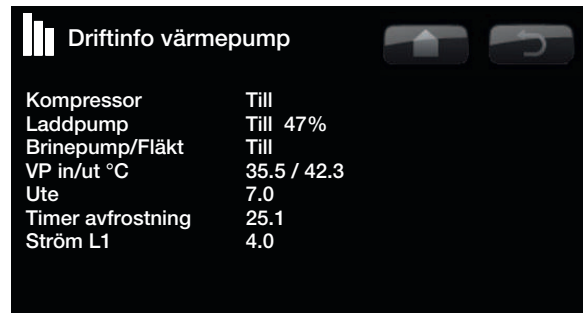 Driftinfo värmepump
Kompressor Till
Laddpump Till 47%
Brinepump/Fläkt Till
VP in/ut °C 35.5 / 42.3
Ute 7.0
Timer avfrostning 25.1
Ström L1 4.0